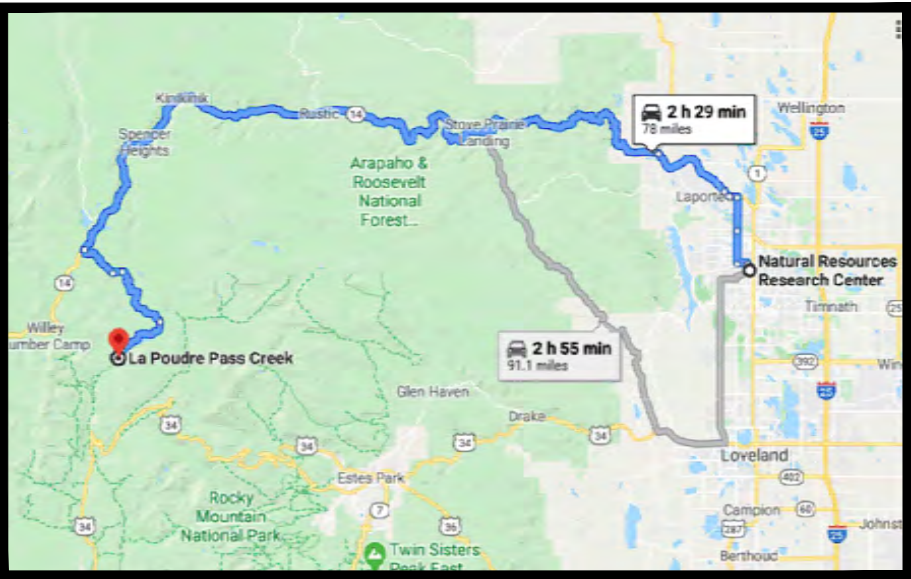 Kinikinik
Rustic
14
Stove Prairie
Landing
2 h 29 min
78 miles
Wellington
25
Spencer
Heights
Arapaho &
Roosevelt
National
Forest...
1
Laporte
Natural Resources
Research Center
Timnath
25
14
Willey
umber Camp
La Poudre Pass Creek
2 h 55 min
91.1 miles
392
Win
25
Glen Haven
Drake
34
34
34
34
Loveland
Estes Park
402
7
Rocky
Mountain
National Park
Campion
60
34
36
287
25
Johnst
Twin Sisters
Peak East
Berthoud